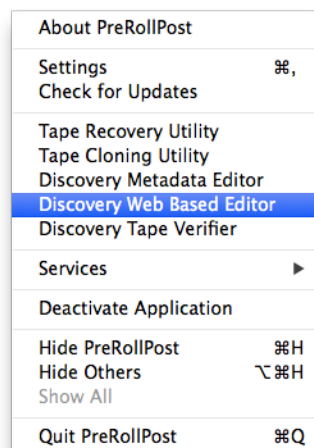 About PreRollPost
Settings ⌘,
Check for Updates
Tape Recovery Utility
Tape Cloning Utility
Discovery Metadata Editor
Discovery Web Based Editor
Discovery Tape Verifier
Services ▶
Deactivate Application
Hide PreRollPost ⌘H
Hide Others ⌥⌘H
Show All
Quit PreRollPost ⌘Q